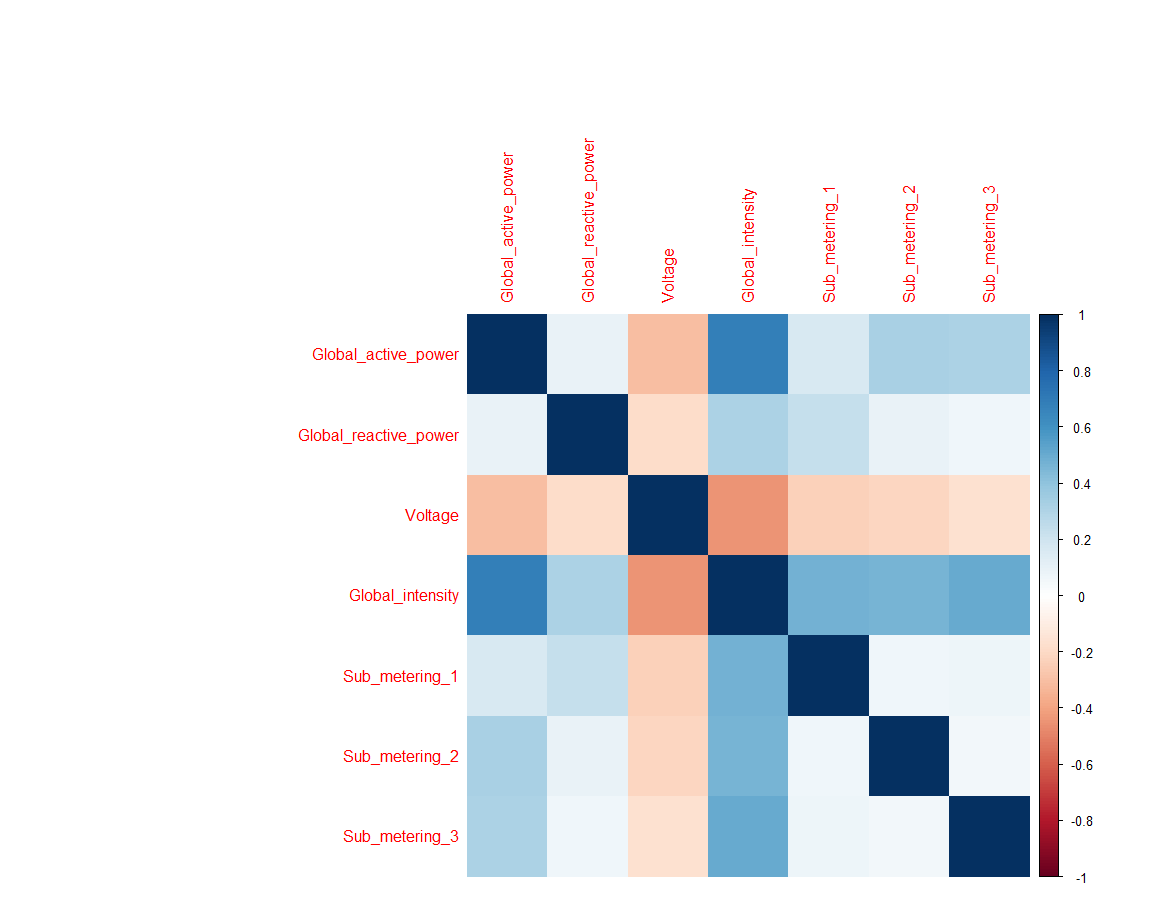 Global_active_power
Global_reactive_power
Voltage
Global_intensity
Sub_metering_1
Sub_metering_2
Sub_metering_3
Global_active_power
Global_reactive_power
Voltage
Global_intensity
Sub_metering_1
Sub_metering_2
Sub_metering_3
1
0.8
0.6
0.4
0.2
0
-0.2
-0.4
-0.6
-0.8
-1